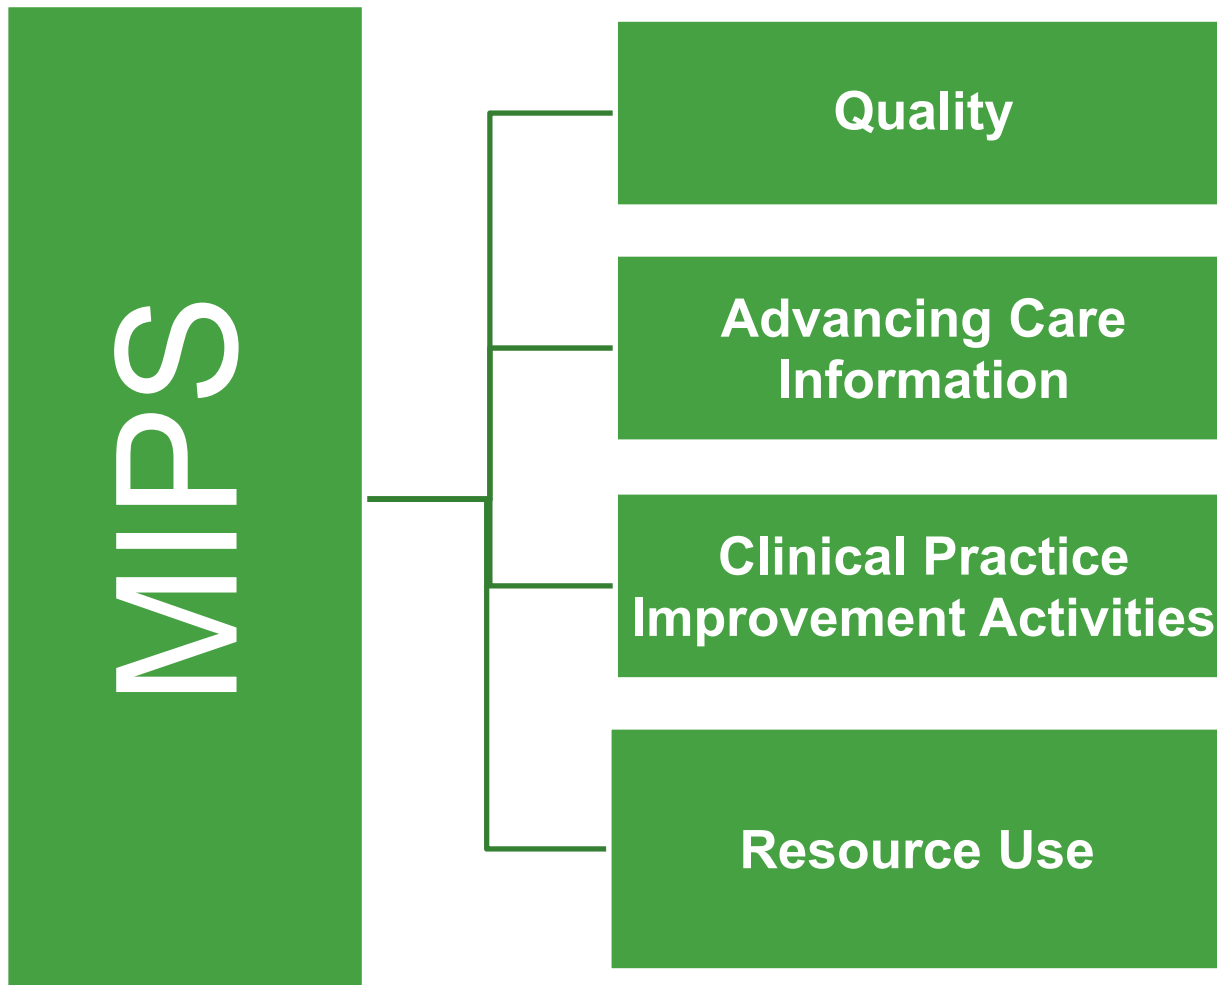 MIPS
Quality
Advancing Care
Information
Clinical Practice
Improvement Activities
Resource Use